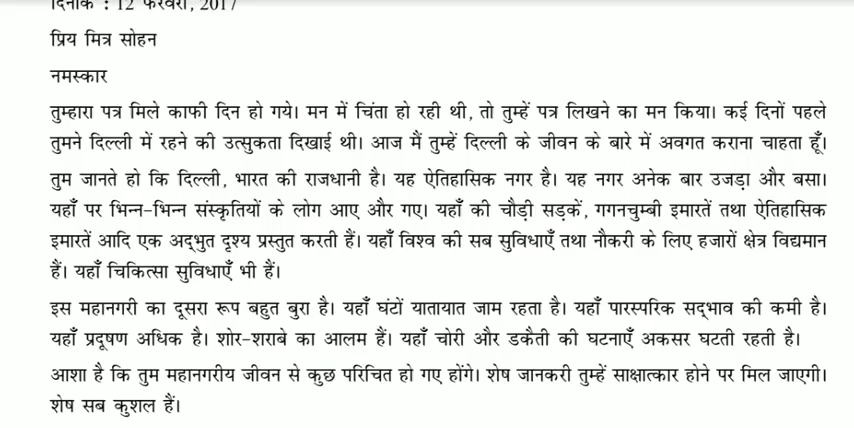 दिनांक : 12 फरवरी, 2017
प्रिय मित्र सोहन
नमस्कार
तुम्हारा पत्र मिले काफी दिन हो गये। मन में चिंता हो रही थी, तो तुम्हें पत्र लिखने का मन किया। कई दिनों पहले
तुमने दिल्ली में रहने की उत्सुकता दिखाई थी। आज मैं तुम्हें दिल्ली के जीवन के बारे में अवगत कराना चाहता हूँ।
तुम जानते हो कि दिल्ली, भारत की राजधानी है। यह ऐतिहासिक नगर है। यह नगर अनेक बार उजड़ा और बसा।
यहाँ पर भिन्न-भिन्न संस्कृतियों के लोग आए और गए। यहाँ की चौड़ी सड़कें, गगनचुम्बी इमारतें तथा ऐतिहासिक
इमारतें आदि एक अद्भुत दृश्य प्रस्तुत करती हैं। यहाँ विश्व की सब सुविधाएँ तथा नौकरी के लिए हजारों क्षेत्र विद्यमान
हैं। यहाँ चिकित्सा सुविधाएँ भी हैं।
इस महानगरी का दूसरा रूप बहुत बुरा है। यहाँ घंटों यातायात जाम रहता है। यहाँ पारस्परिक सद्भाव की कमी है।
यहाँ प्रदूषण अधिक है। शोर-शराबे का आलम हैं। यहाँ चोरी और डकैती की घटनाएँ अकसर घटती रहती है।
आशा है कि तुम महानगरीय जीवन से कुछ परिचित हो गए होंगे। शेष जानकरी तुम्हें साक्षात्कार होने पर मिल जाएगी।
शेष सब कुशल हैं।